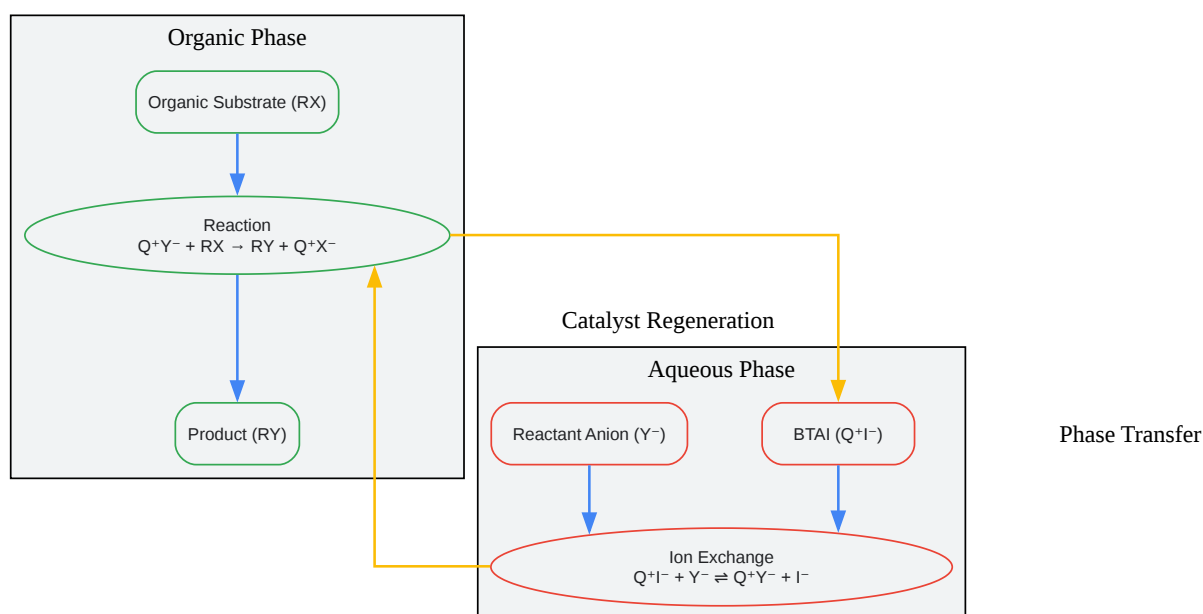 Organic Phase
Organic Substrate (RX)
Reaction
Q⁺Y⁻ + RX → RY + Q⁺X⁻
Product (RY)
Catalyst Regeneration
Aqueous Phase
Reactant Anion (Y⁻)
BTAI (Q⁺I⁻)
Ion Exchange
Q⁺I⁻ + Y⁻ ⇌ Q⁺Y⁻ + I⁻
Phase Transfer